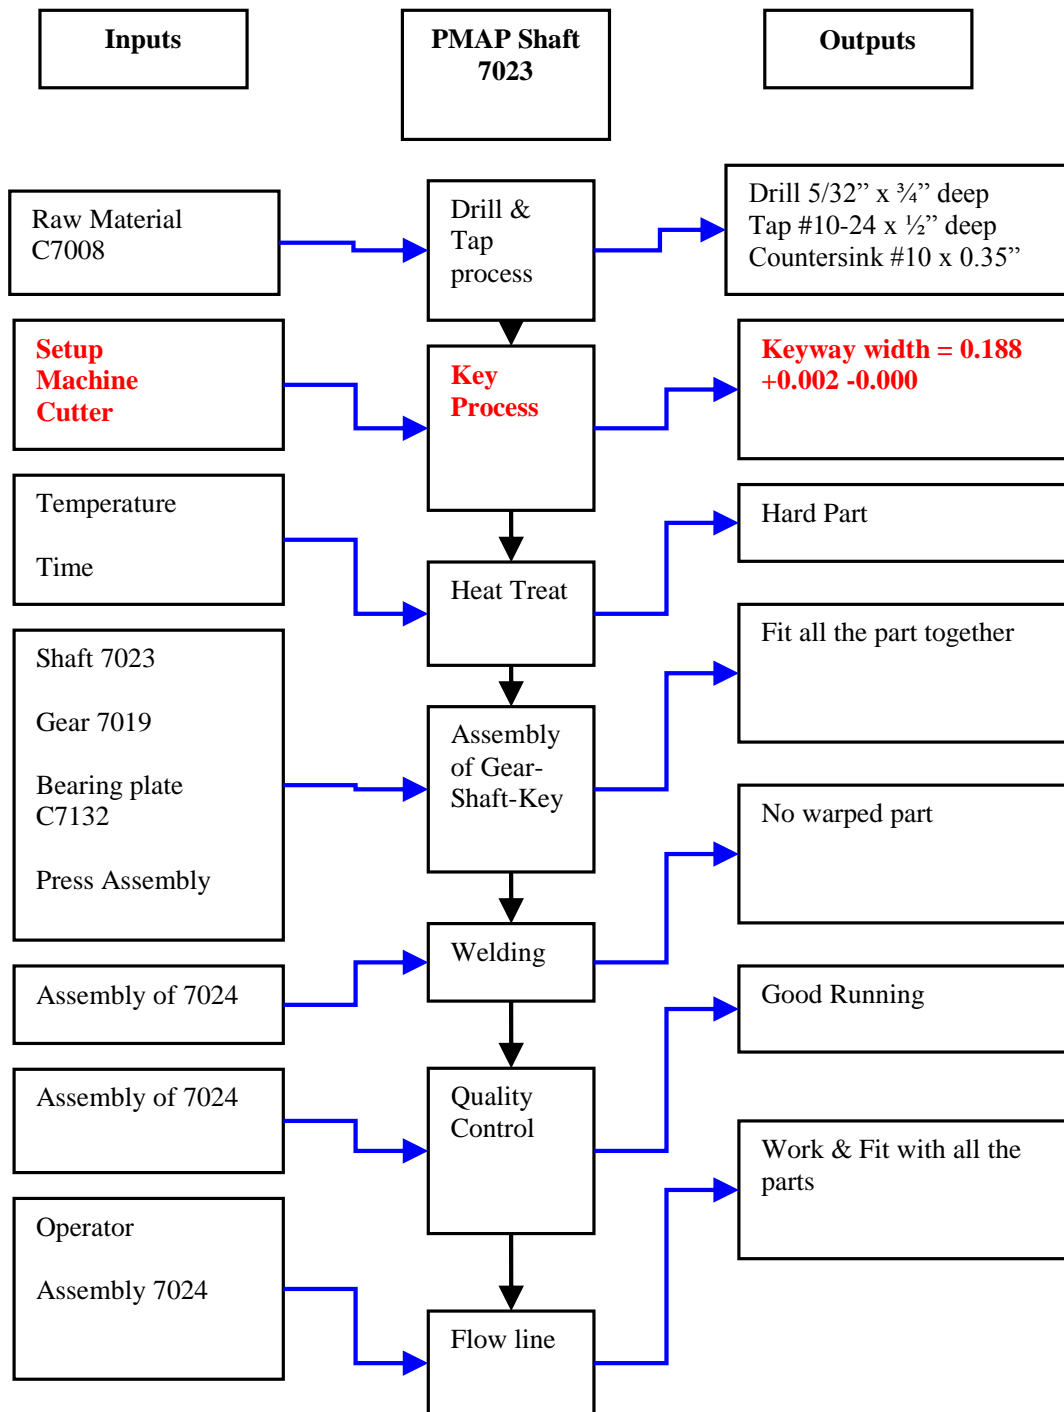 Inputs
PMAP Shaft
7023
Outputs
Raw Material
C7008
Drill &
Tap
process
Drill 5/32” x ¾” deep
Tap #10-24 x ½” deep
Countersink #10 x 0.35”
Setup
Machine
Cutter
Key
Process
Keyway width = 0.188
+0.002 -0.000
Temperature
Time
Heat Treat
Hard Part
Shaft 7023
Gear 7019
Bearing plate
C7132
Press Assembly
Assembly
of Gear-
Shaft-Key
Fit all the part together
Assembly of 7024
Welding
No warped part
Assembly of 7024
Quality
Control
Good Running
Operator
Assembly 7024
Flow line
Work & Fit with all the
parts